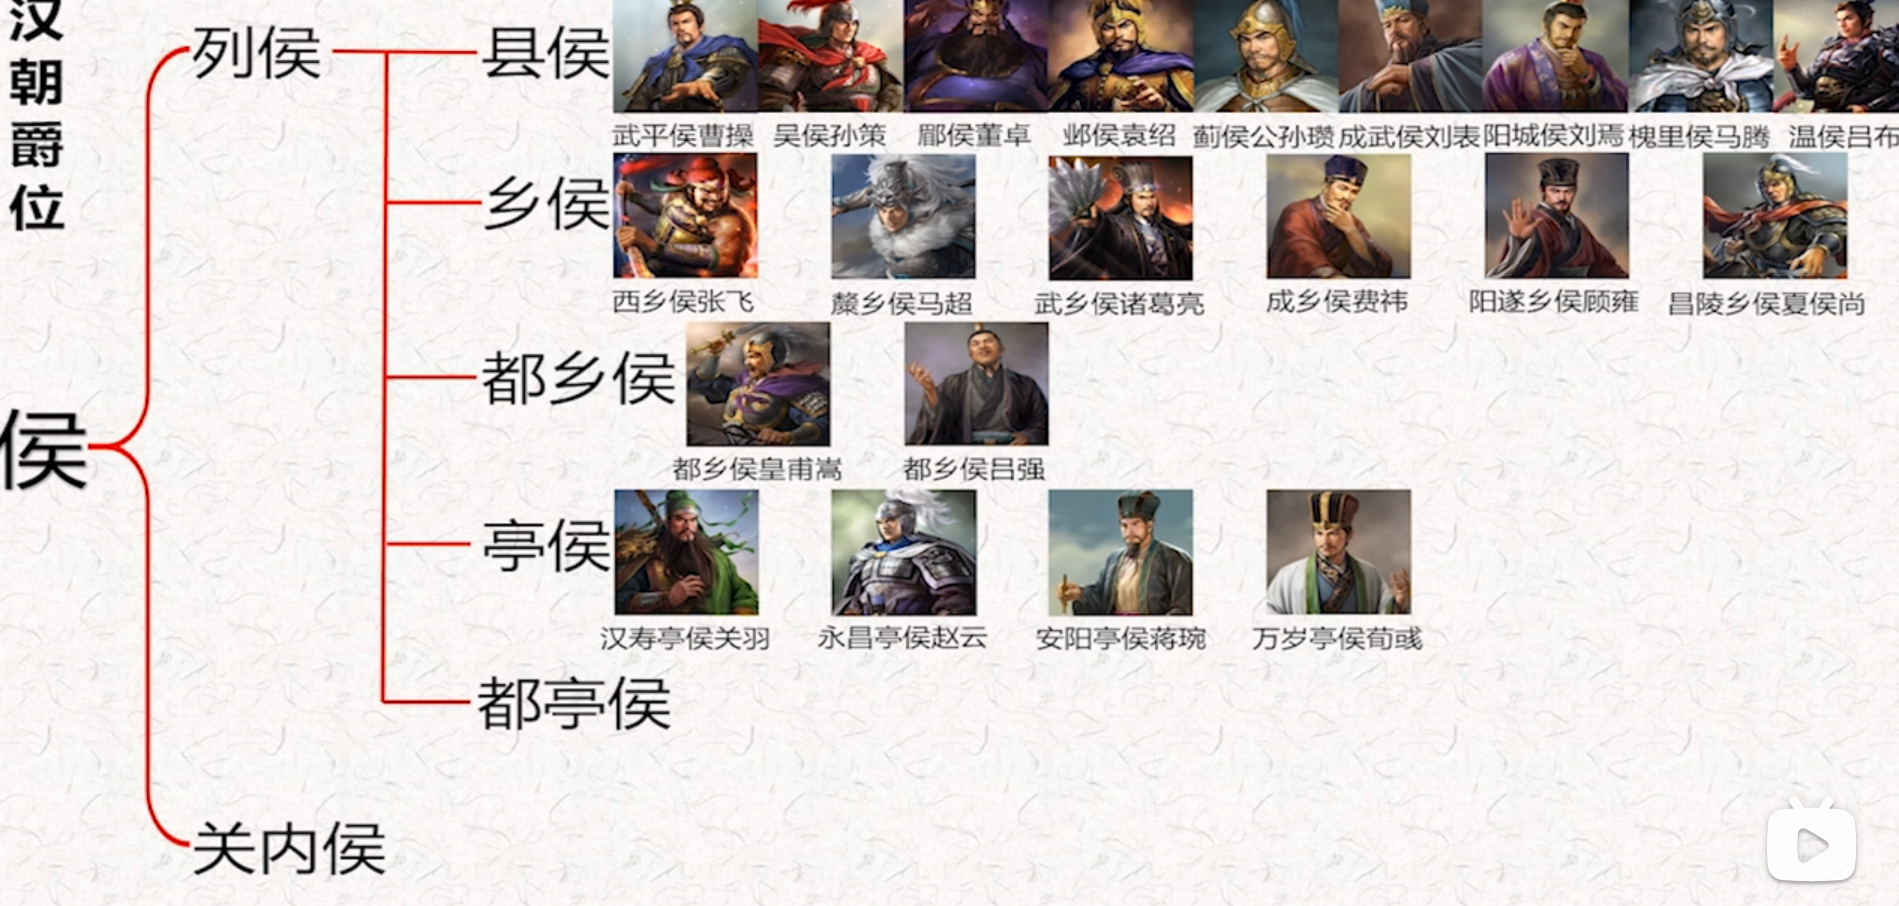 汉朝爵位
侯
列侯
县侯
武平侯曹操 吴侯孙策 郿侯董卓 邺侯袁绍 蓟侯公孙瓒 成武侯刘表 阳城侯刘焉 槐里侯马腾 温侯吕布
乡侯
西乡侯张飞 斄乡侯马超 武乡侯诸葛亮 成乡侯费祎 阳遂乡侯顾雍 昌陵乡侯夏侯尚
都乡侯
都乡侯皇甫嵩 都乡侯吕强
亭侯
汉寿亭侯关羽 永昌亭侯赵云 安阳亭侯蒋琬 万岁亭侯荀彧
都亭侯
关内侯